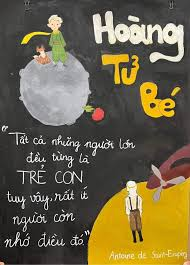 Hoàng
Tử
Bé
"Tất cả những người lớn
đều từng là
TRẺ CON
tuy vậy, rất ít
người còn
nhớ điều đó"
Antoine de Saint-Exupéry